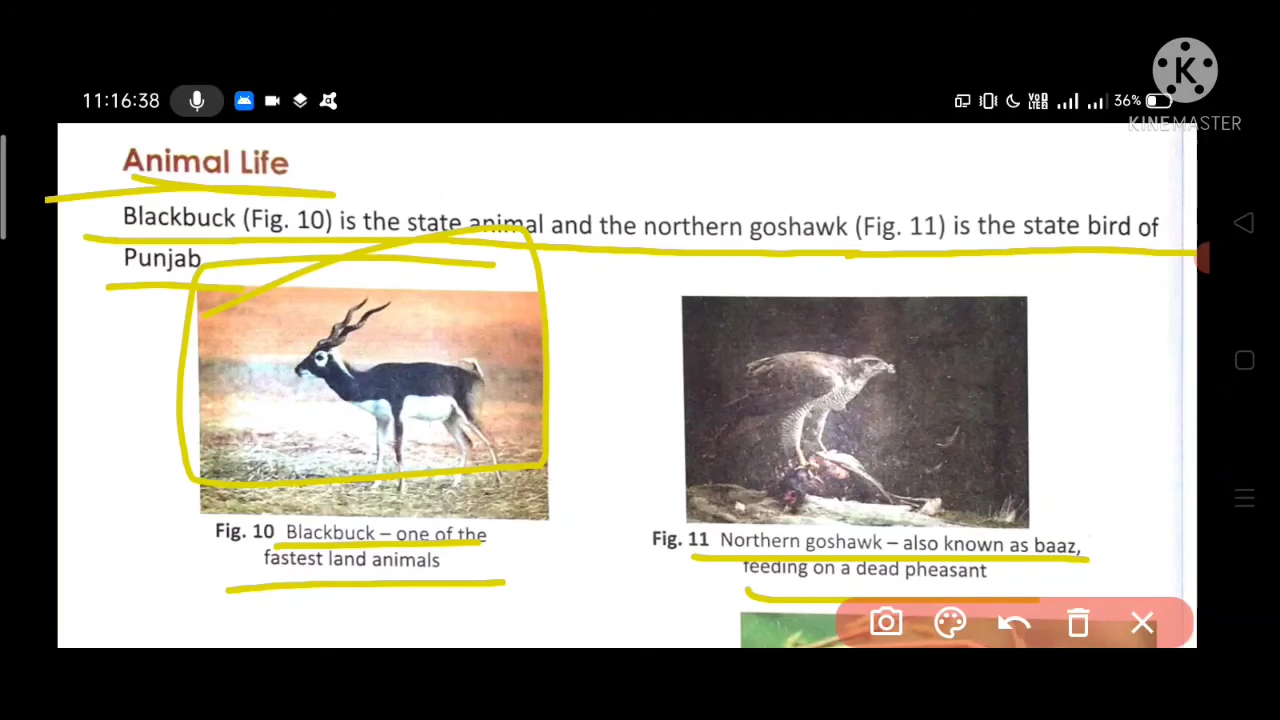 11:16:38
VoD LTE2
36%
K
KINEMASTER
Animal Life
Blackbuck (Fig. 10) is the state animal and the northern goshawk (Fig. 11) is the state bird of
Punjab
Fig. 10 Blackbuck – one of the
fastest land animals
Fig. 11 Northern goshawk – also known as baaz,
feeding on a dead pheasant